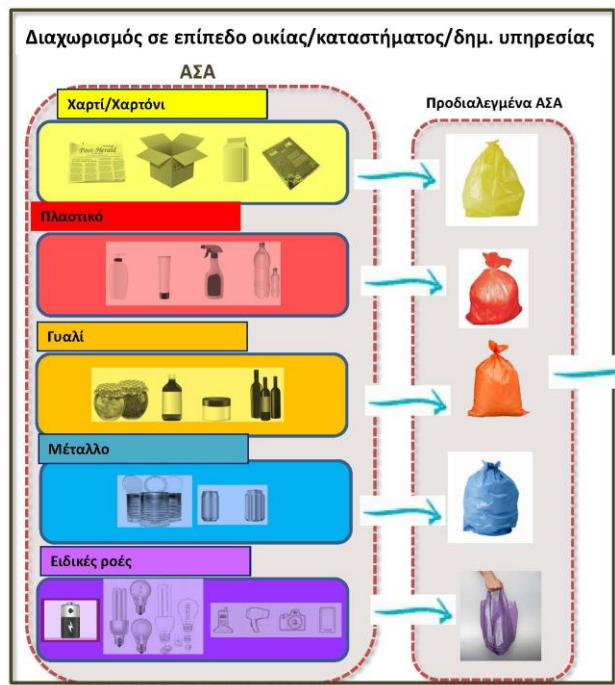 Διαχωρισμός σε επίπεδο οικίας/καταστήματος/δημ. υπηρεσίας
ΑΣΑ
Προδιαλεγμένα ΑΣΑ
Χαρτί/Χαρτόνι
Πλαστικό
Γυαλί
Μέταλλο
Ειδικές ροές